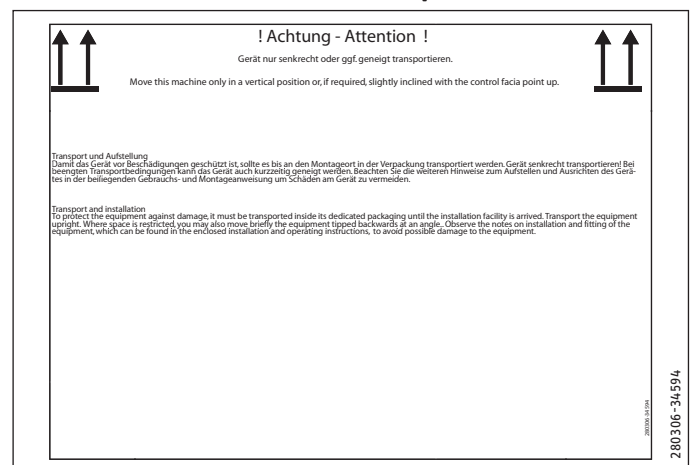 ! Achtung - Attention !
Gerät nur senkrecht oder ggf. geneigt transportieren.
Move this machine only in a vertical position or, if required, slightly inclined with the control facia point up.
Transport und Aufstellung
Damit das Gerät vor Beschädigungen geschützt ist, sollte es bis an den Montageort in der Verpackung transportiert werden. Gerät senkrecht transportieren! Bei
beengten Transportbedingungen kann das Gerät auch kurzzeitig geneigt werden. Beachten Sie die weiteren Hinweise zum Aufstellen und Ausrichten des Gerä-
tes in der beiliegenden Gebrauchs- und Montageanweisung um Schäden am Gerät zu vermeiden.
Transport and installation
To protect the equipment against damage, it must be transported inside its dedicated packaging until the installation facility is arrived. Transport the equipment
upright. Where space is restricted, you may also move briefly the equipment tipped backwards at an angle,. Observe the notes on installation and fitting of the
equipment, which can be found in the enclosed installation and operating instructions, to avoid possible damage to the equipment.
280306-34594
280306-34594